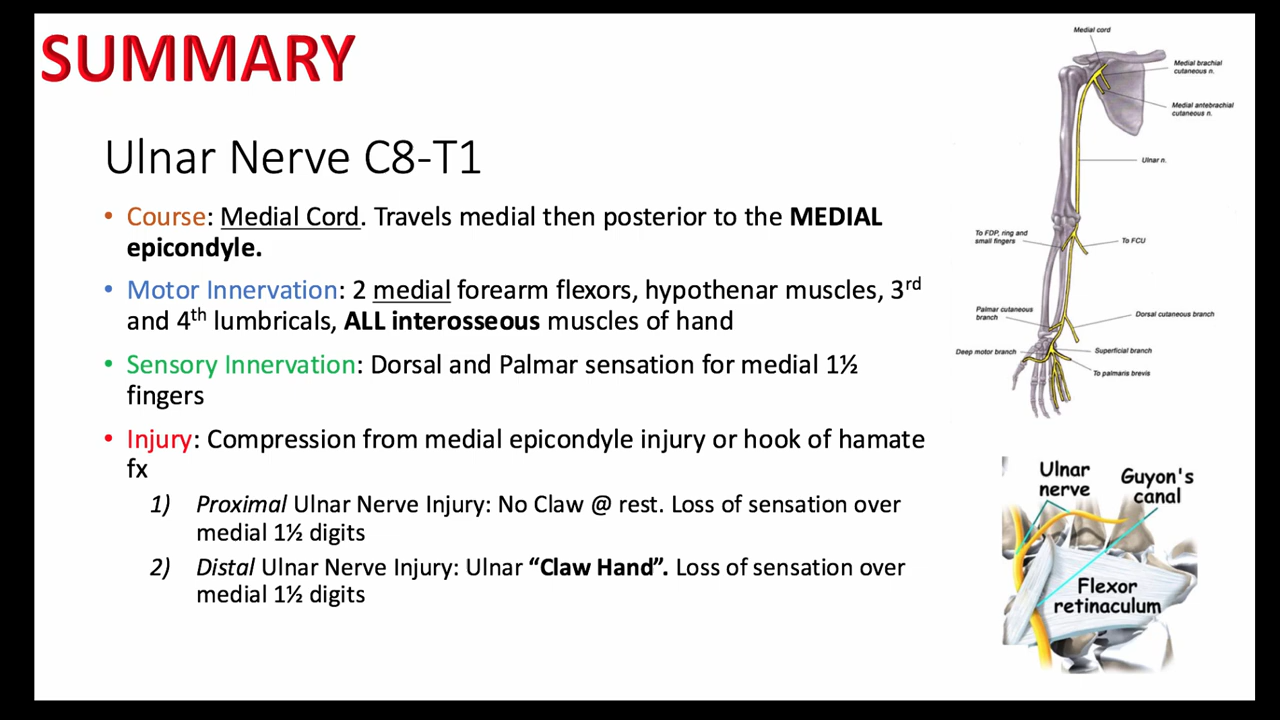 SUMMARY
Ulnar Nerve C8-T1
• Course: Medial Cord. Travels medial then posterior to the MEDIAL
epicondyle.
• Motor Innervation: 2 medial forearm flexors, hypothenar muscles, 3rd
and 4th lumbricals, ALL interosseous muscles of hand
• Sensory Innervation: Dorsal and Palmar sensation for medial 1½
fingers
• Injury: Compression from medial epicondyle injury or hook of hamate
fx
1) Proximal Ulnar Nerve Injury: No Claw @ rest. Loss of sensation over
medial 1½ digits
2) Distal Ulnar Nerve Injury: Ulnar “Claw Hand”. Loss of sensation over
medial 1½ digits
Medial cord
Medial brachial
cutaneous n.
Medial antebrachial
cutaneous n.
Ulnar n.
To FDP, ring and
small fingers
To FCU
Palmar cutaneous
branch
Dorsal cutaneous branch
Deep motor branch
Superficial branch
To palmaris brevis
Ulnar
nerve
Guyon's
canal
Flexor
retinaculum